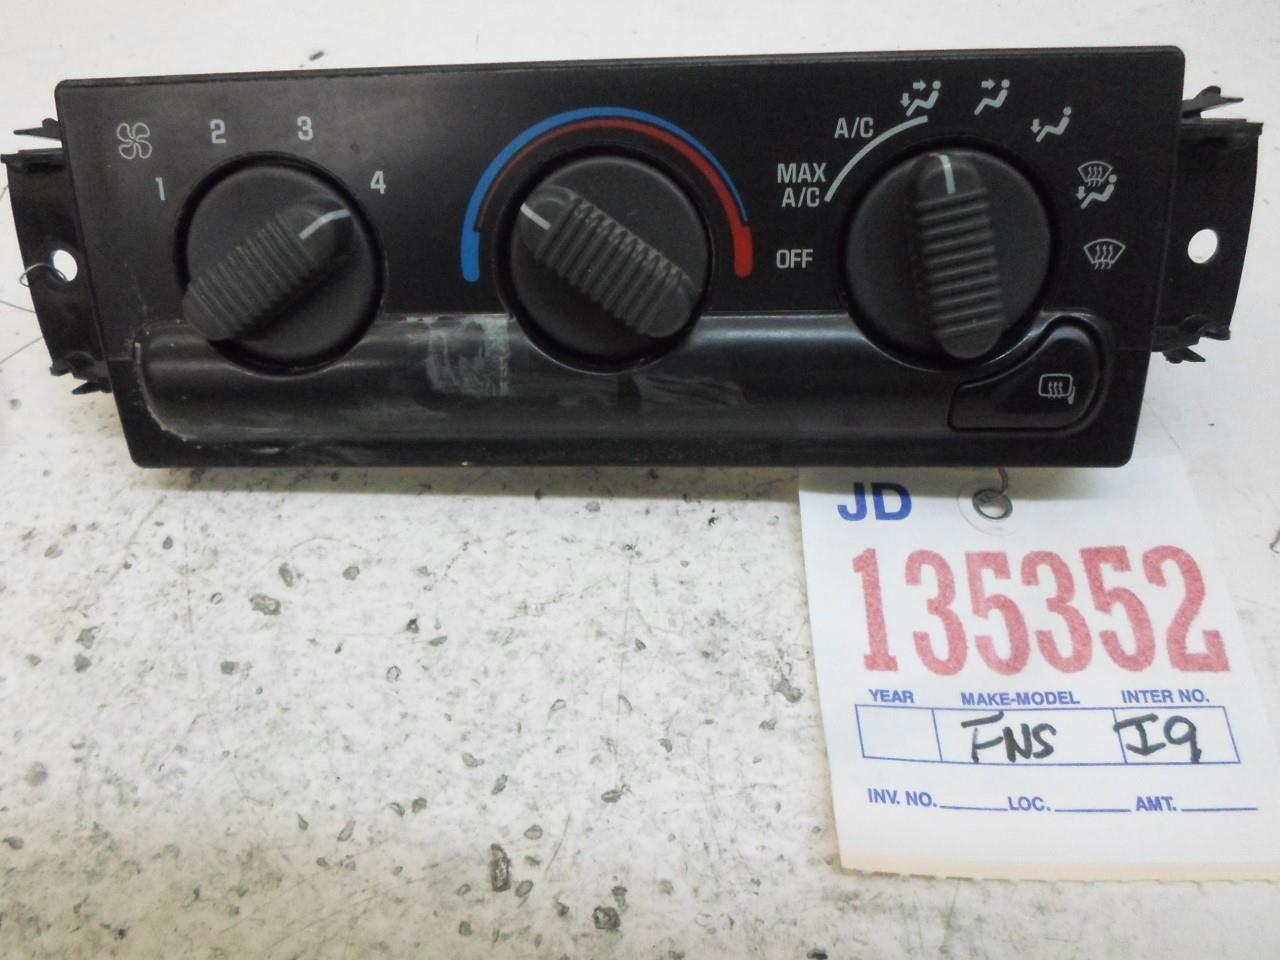 1 2 3 4
A/C
MAX
A/C
OFF
JD
135352
YEAR MAKE-MODEL INTER NO.
FNS I9
INV. NO. LOC. AMT.